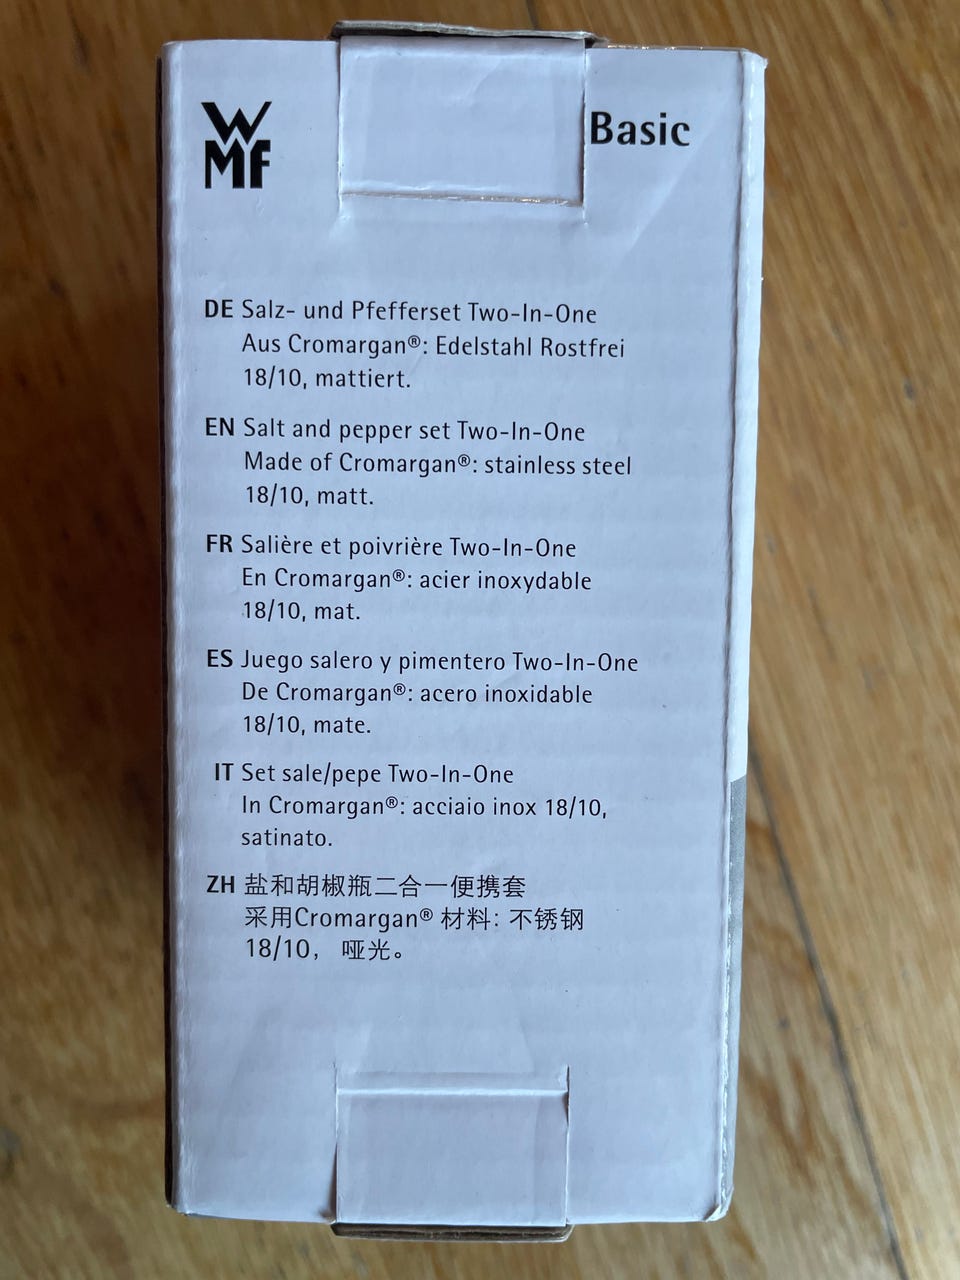 WMF
Basic
DE Salz- und Pfefferset Two-In-One
Aus Cromargan®: Edelstahl Rostfrei
18/10, mattiert.
EN Salt and pepper set Two-In-One
Made of Cromargan®: stainless steel
18/10, matt.
FR Salière et poivrière Two-In-One
En Cromargan®: acier inoxydable
18/10, mat.
ES Juego salero y pimentero Two-In-One
De Cromargan®: acero inoxidable
18/10, mate.
IT Set sale/pepe Two-In-One
In Cromargan®: acciaio inox 18/10,
satinato.
ZH 盐和胡椒瓶二合一便携套
采用Cromargan® 材料: 不锈钢
18/10, 哑光。